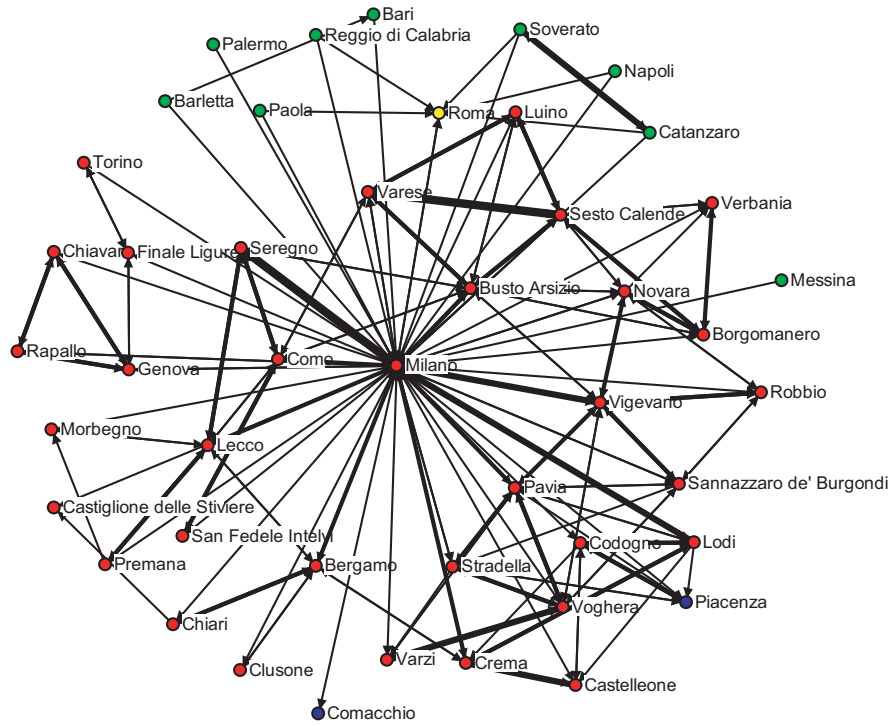 Bari
Soverato
Reggio di Calabria
Palermo
Napoli
Barletta
Paola
Roma
Luino
Catanzaro
Torino
Varese
Verbania
Sesto Calende
Chiavari
Finale Ligure
Seregno
Messina
Busto Arsizio
Novara
Borgomanero
Rapallo
Como
Milano
Genova
Robbio
Vigevano
Morbegno
Lecco
Pavia
Sannazzaro de' Burgondi
Castiglione delle Stiviere
San Fedele Intelvi
Codogno
Lodi
Premana
Bergamo
Stradella
Piacenza
Voghera
Chiari
Varzi
Crema
Clusone
Castelleone
Comacchio